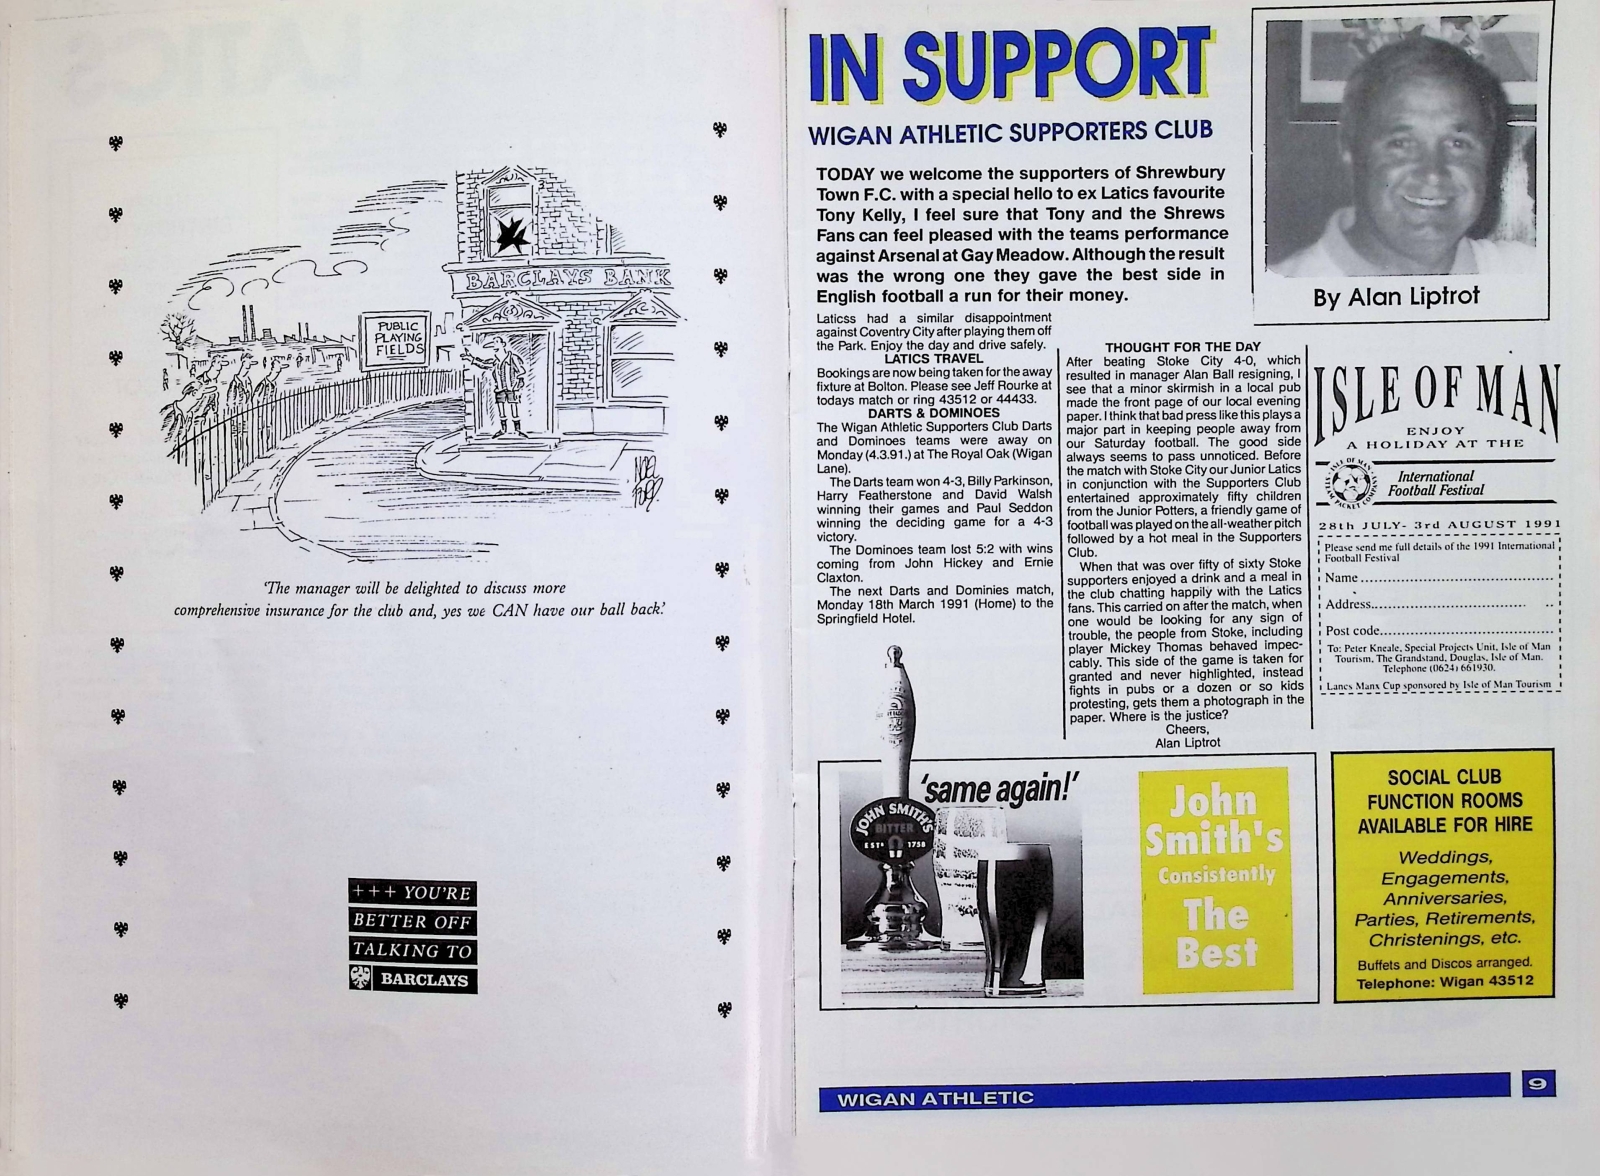 BARCLAYS BANK
PUBLIC
PLAYING
FIELDS
'The manager will be delighted to discuss more
comprehensive insurance for the club and, yes we CAN have our ball back.'
+++ YOU'RE
BETTER OFF
TALKING TO
BARCLAYS
IN SUPPORT
WIGAN ATHLETIC SUPPORTERS CLUB
TODAY we welcome the supporters of Shrewbury
Town F.C. with a special hello to ex Latics favourite
Tony Kelly, I feel sure that Tony and the Shrews
Fans can feel pleased with the teams performance
against Arsenal at Gay Meadow. Although the result
was the wrong one they gave the best side in
English football a run for their money.
By Alan Liptrot
Laticss had a similar disappointment
against Coventry City after playing them off
the Park. Enjoy the day and drive safely.
LATICS TRAVEL
Bookings are now being taken for the away
fixture at Bolton. Please see Jeff Rourke at
todays match or ring 43512 or 44433.
DARTS & DOMINOES
The Wigan Athletic Supporters Club Darts
and Dominoes teams were away on
Monday (4.3.91.) at The Royal Oak (Wigan
Lane).
The Darts team won 4-3, Billy Parkinson,
Harry Featherstone and David Walsh
winning their games and Paul Seddon
winning the deciding game for a 4-3
victory.
The Dominoes team lost 5:2 with wins
coming from John Hickey and Ernie
Claxton.
The next Darts and Dominies match,
Monday 18th March 1991 (Home) to the
Springfield Hotel.
THOUGHT FOR THE DAY
After beating Stoke City 4-0, which
resulted in manager Alan Ball resigning, I
see that a minor skirmish in a local pub
made the front page of our local evening
paper. I think that bad press like this plays a
major part in keeping people away from
our Saturday football. The good side
always seems to pass unnoticed. Before
the match with Stoke City our Junior Latics
in conjunction with the Supporters Club
entertained approximately fifty children
from the Junior Potters, a friendly game of
football was played on the all-weather pitch
followed by a hot meal in the Supporters
Club.
When that was over fifty of sixty Stoke
supporters enjoyed a drink and a meal in
the club chatting happily with the Latics
fans. This carried on after the match, when
one would be looking for any sign of
trouble, the people from Stoke, including
player Mickey Thomas behaved impec-
cably. This side of the game is taken for
granted and never highlighted, instead
fights in pubs or a dozen or so kids
protesting, gets them a photograph in the
paper. Where is the justice?
Cheers,
Alan Liptrot
ISLE OF MAN
ENJOY
A HOLIDAY AT THE
ISLE OF MAN
STEAM PACKET COMPANY
International
Football Festival
28th JULY- 3rd AUGUST 1991
Please send me full details of the 1991 International
Football Festival
Name
Address
Post code
To: Peter Kneale, Special Projects Unit, Isle of Man
Tourism, The Grandstand, Douglas, Isle of Man.
Telephone (0624) 661930.
Lancs Manx Cup sponsored by Isle of Man Tourism
'same again!'
JOHN SMITH'S
BITTER
ESTD 1758
John
Smith's
Consistently
The
Best
SOCIAL CLUB
FUNCTION ROOMS
AVAILABLE FOR HIRE
Weddings,
Engagements,
Anniversaries,
Parties, Retirements,
Christenings, etc.
Buffets and Discos arranged.
Telephone: Wigan 43512
WIGAN ATHLETIC
9